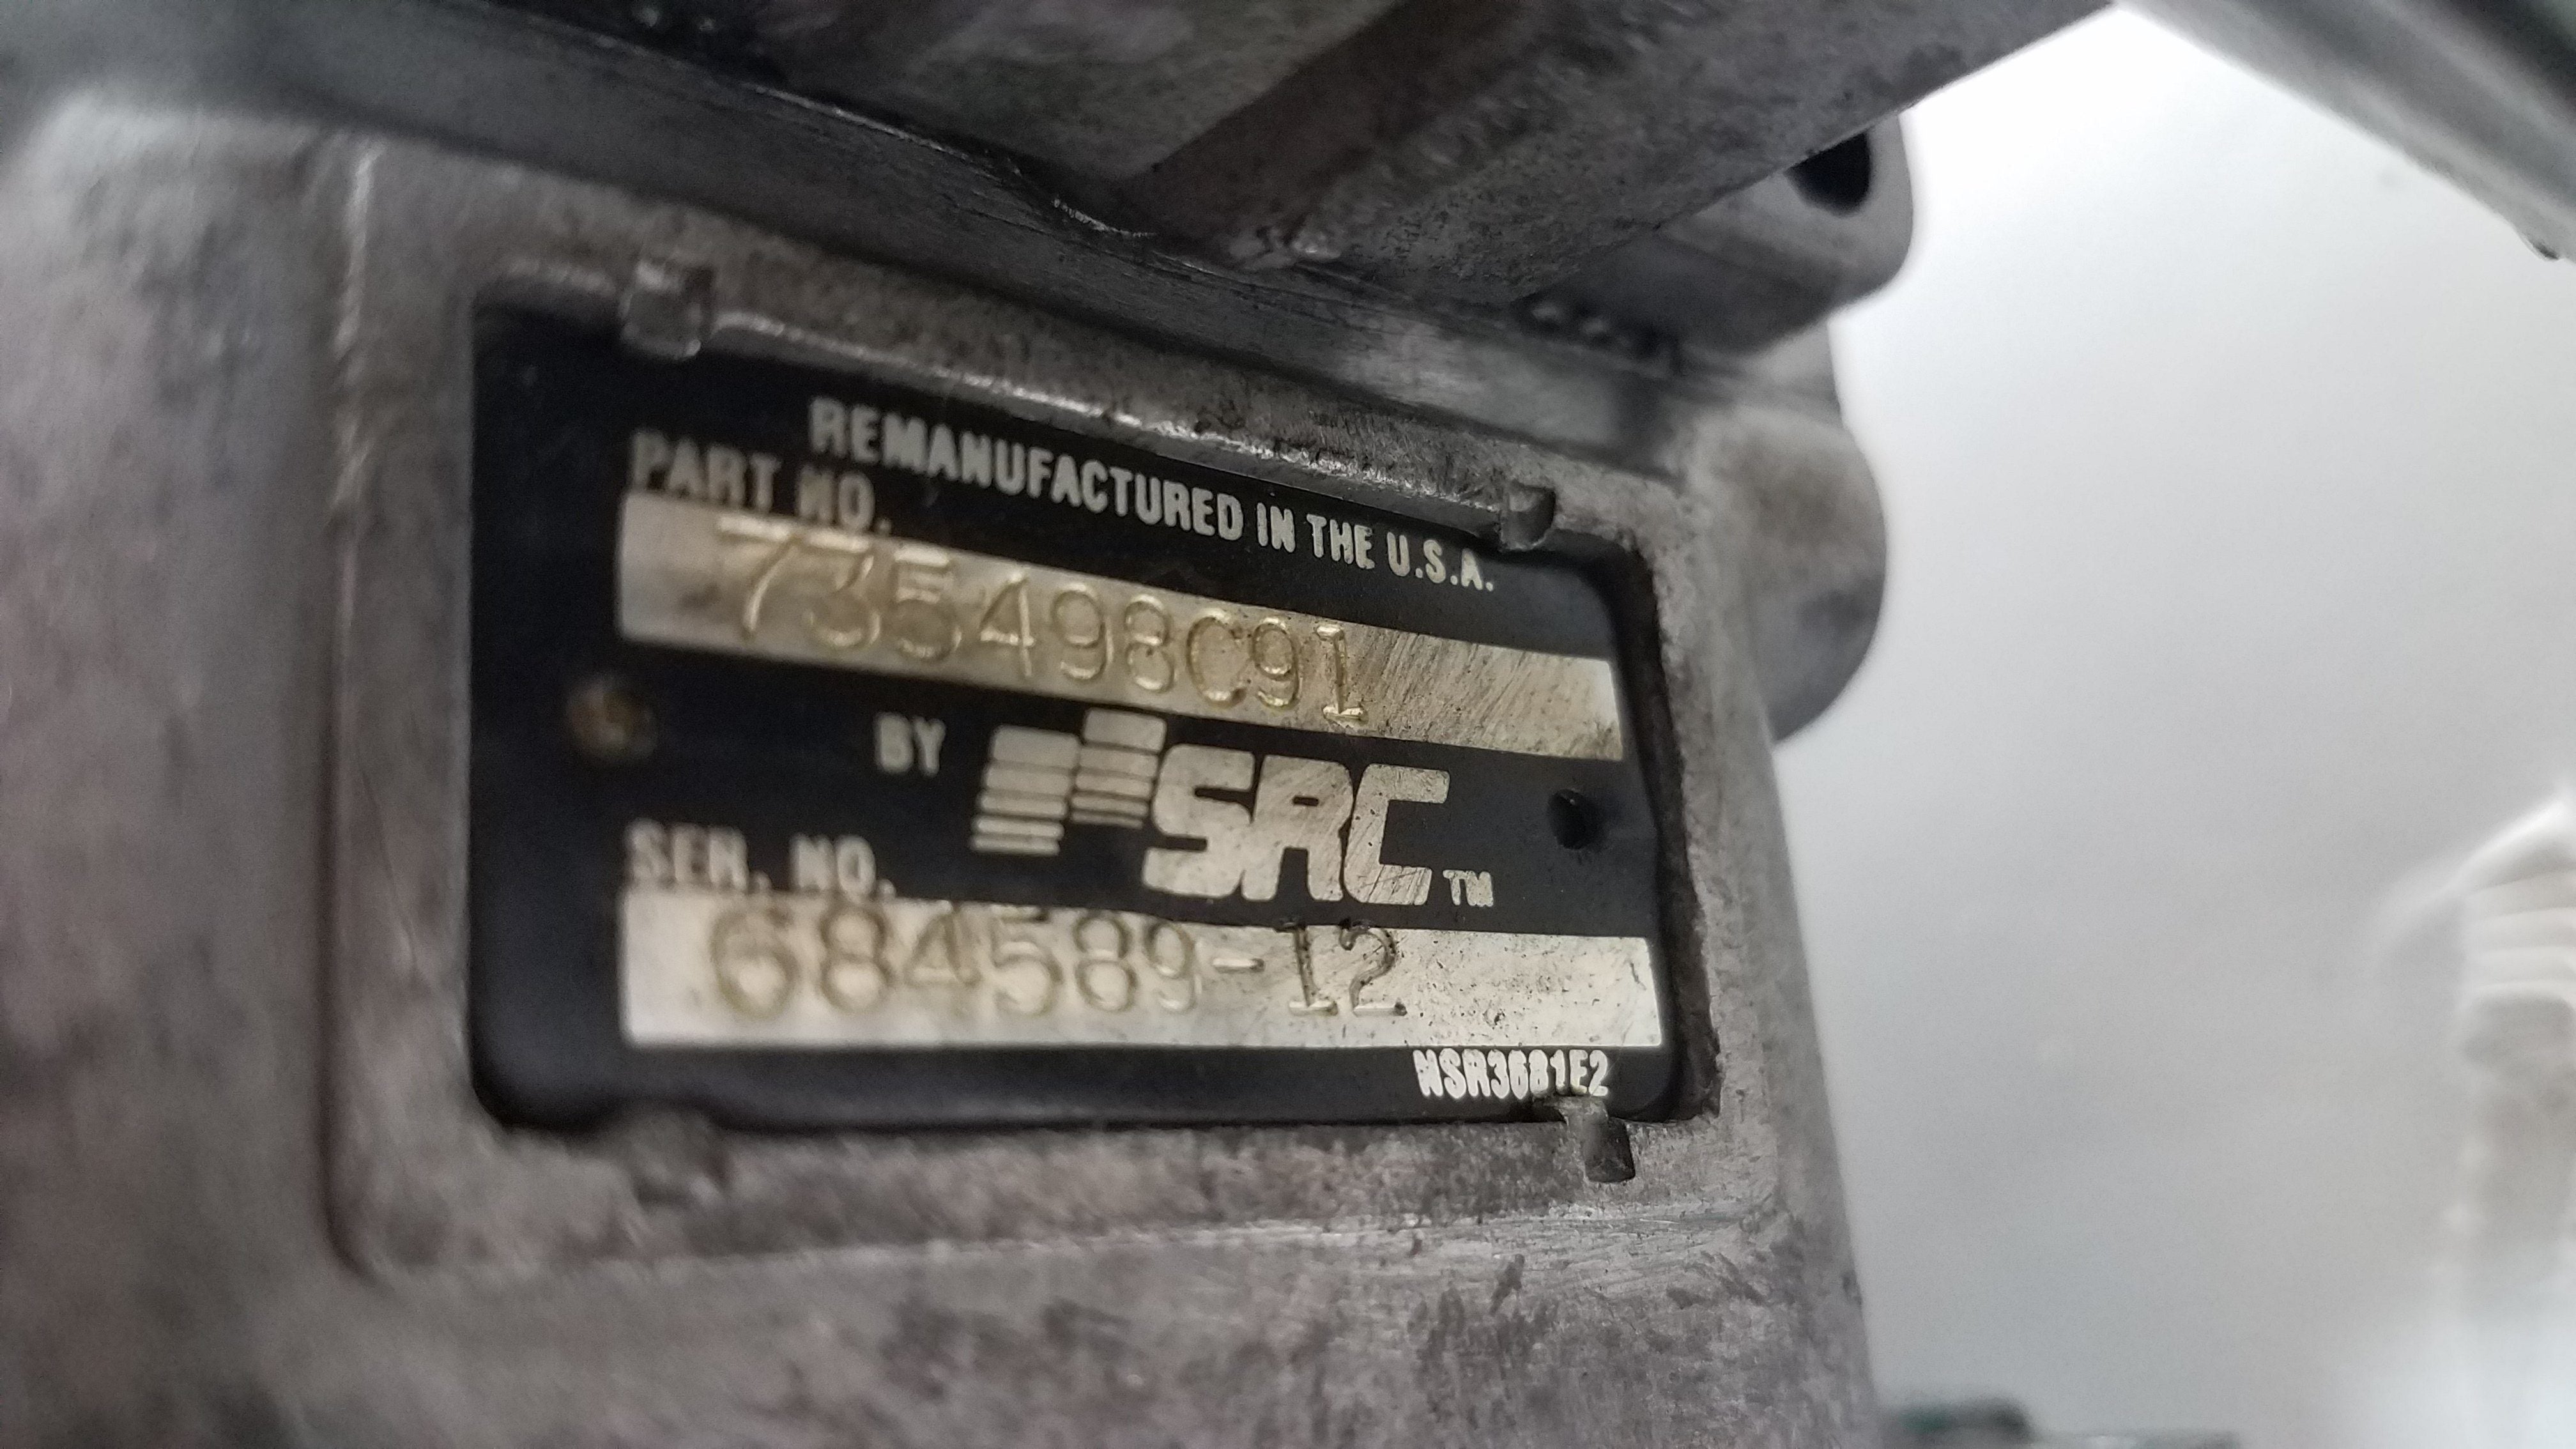 REMANUFACTURED IN THE U.S.A.
PART NO.
735498C91
BY SRC TM
SER. NO.
684589-12
NSR3681E2